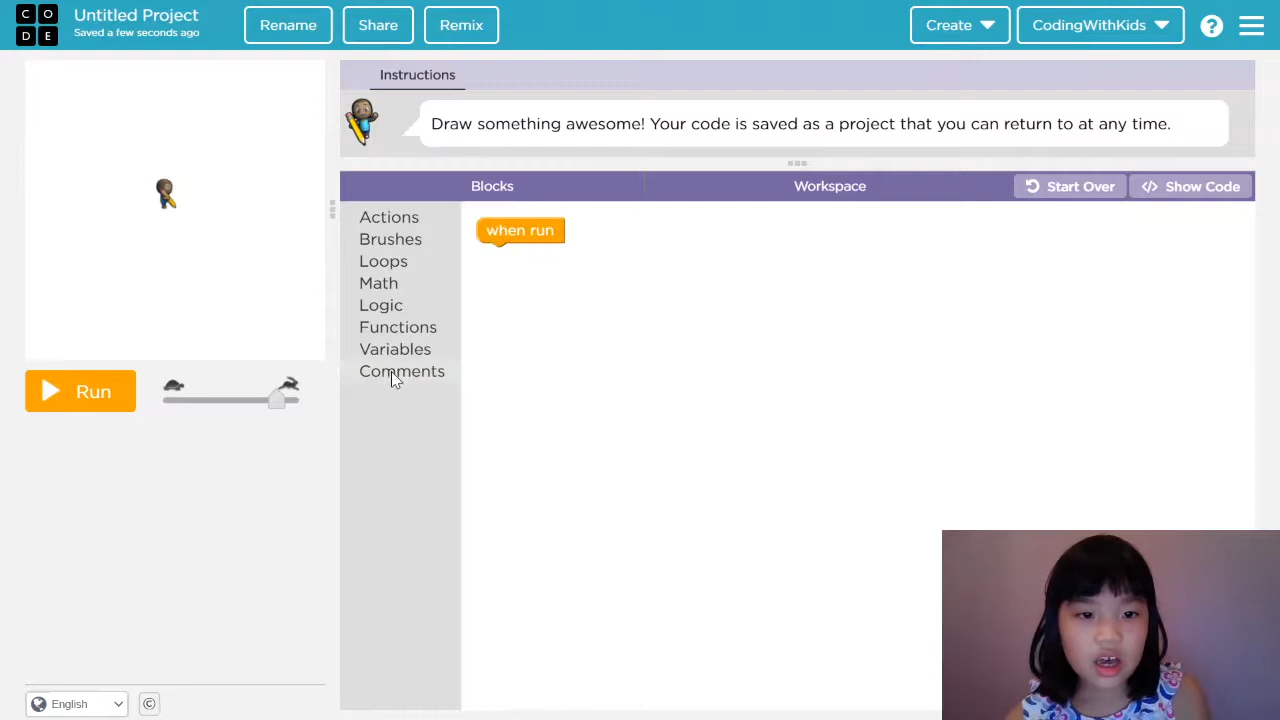 CO
DE
Untitled Project
Saved a few seconds ago
Rename
Share
Remix
Create
CodingWithKids
?
Instructions
Draw something awesome! Your code is saved as a project that you can return to at any time.
Blocks
Workspace
Start Over
</> Show Code
Actions
Brushes
Loops
Math
Logic
Functions
Variables
Comments
when run
Run
English
©